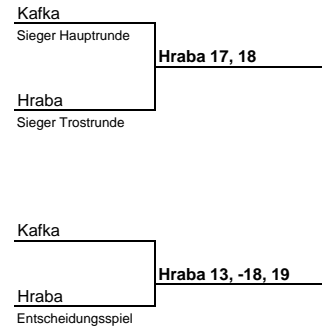 Kafka
Sieger Hauptrunde
Hraba 17, 18
Hraba
Sieger Trostrunde
Kafka
Hraba 13, -18, 19
Hraba
Entscheidungsspiel